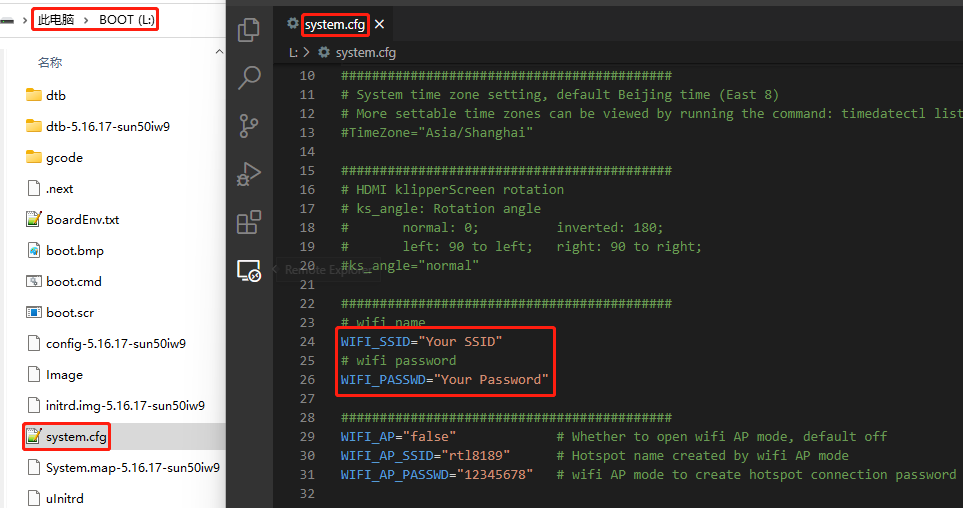 此电脑 > BOOT (L:)
名称
dtb
dtb-5.16.17-sun50iw9
gcode
.next
BoardEnv.txt
boot.bmp
boot.cmd
boot.scr
config-5.16.17-sun50iw9
Image
initrd.img-5.16.17-sun50iw9
system.cfg
System.map-5.16.17-sun50iw9
uInitrd
system.cfg
L: > system.cfg
10 ###########################################
11 # System time zone setting, default Beijing time (East 8)
12 # More settable time zones can be viewed by running the command: timedatectl list
13 #TimeZone="Asia/Shanghai"
14
15 ###########################################
16 # HDMI klipperScreen rotation
17 # ks_angle: Rotation angle
18 # normal: 0; inverted: 180;
19 # left: 90 to left; right: 90 to right;
20 #ks_angle="normal"
Remote Explorer
21
22 ###########################################
23 # wifi name
24 WIFI_SSID="Your SSID"
25 # wifi password
26 WIFI_PASSWD="Your Password"
27
28 ###########################################
29 WIFI_AP="false" # Whether to open wifi AP mode, default off
30 WIFI_AP_SSID="rtl8189" # Hotspot name created by wifi AP mode
31 WIFI_AP_PASSWD="12345678" # wifi AP mode to create hotspot connection password
32